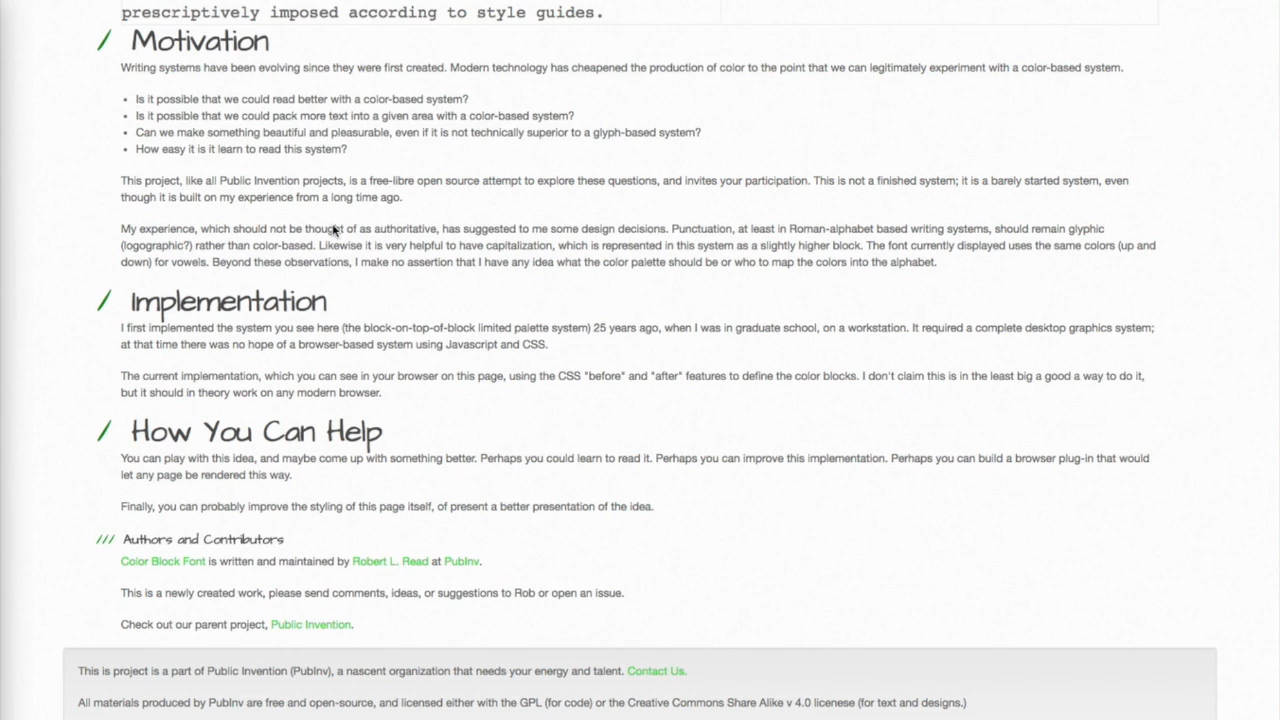 prescriptively imposed according to style guides.
/ Motivation
Writing systems have been evolving since they were first created. Modern technology has cheapened the production of color to the point that we can legitimately experiment with a color-based system.
• Is it possible that we could read better with a color-based system?
• Is it possible that we could pack more text into a given area with a color-based system?
• Can we make something beautiful and pleasurable, even if it is not technically superior to a glyph-based system?
• How easy it is it learn to read this system?
This project, like all Public Invention projects, is a free-libre open source attempt to explore these questions, and invites your participation. This is not a finished system; it is a barely started system, even
though it is built on my experience from a long time ago.
My experience, which should not be thought of as authoritative, has suggested to me some design decisions. Punctuation, at least in Roman-alphabet based writing systems, should remain glyphic
(logographic?) rather than color-based. Likewise it is very helpful to have capitalization, which is represented in this system as a slightly higher block. The font currently displayed uses the same colors (up and
down) for vowels. Beyond these observations, I make no assertion that I have any idea what the color palette should be or who to map the colors into the alphabet.
/ Implementation
I first implemented the system you see here (the block-on-top-of-block limited palette system) 25 years ago, when I was in graduate school, on a workstation. It required a complete desktop graphics system;
at that time there was no hope of a browser-based system using Javascript and CSS.
The current implementation, which you can see in your browser on this page, using the CSS "before" and "after" features to define the color blocks. I don't claim this is in the least big a good a way to do it,
but it should in theory work on any modern browser.
/ How You Can Help
You can play with this idea, and maybe come up with something better. Perhaps you could learn to read it. Perhaps you can improve this implementation. Perhaps you can build a browser plug-in that would
let any page be rendered this way.
Finally, you can probably improve the styling of this page itself, of present a better presentation of the idea.
/// Authors and Contributors
Color Block Font is written and maintained by Robert L. Read at PubInv.
This is a newly created work, please send comments, ideas, or suggestions to Rob or open an issue.
Check out our parent project, Public Invention.
This is project is a part of Public Invention (PubInv), a nascent organization that needs your energy and talent. Contact Us.
All materials produced by PubInv are free and open-source, and licensed either with the GPL (for code) or the Creative Commons Share Alike v 4.0 licenese (for text and designs.)